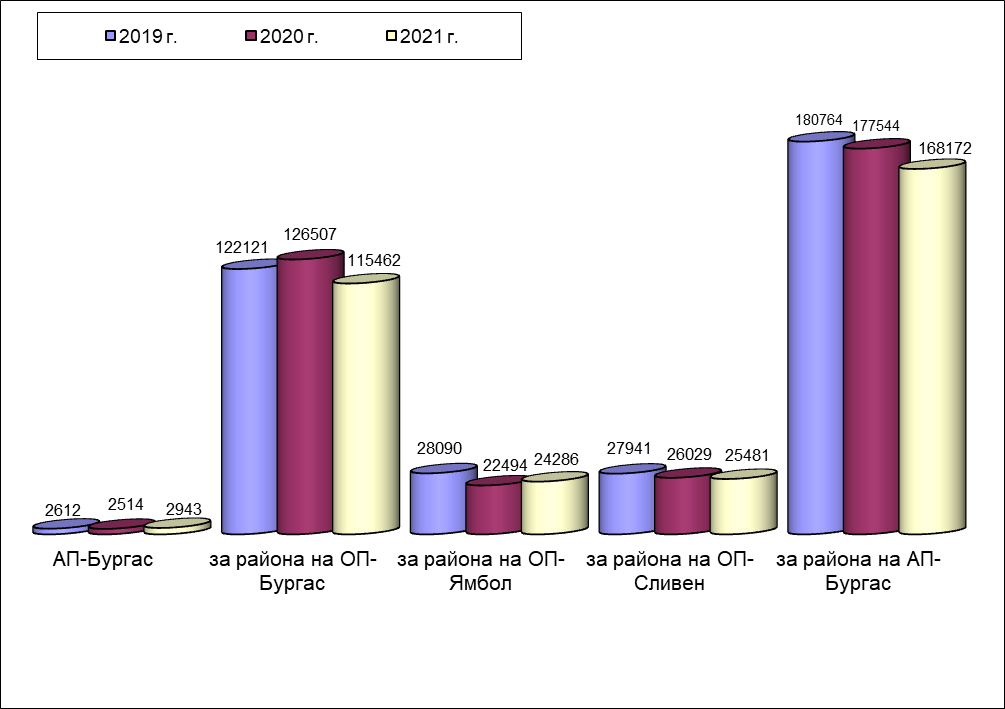 2019 г. 2020 г. 2021 г.
180764 177544 168172
122121 126507 115462
28090 22494 24286
27941 26029 25481
2612 2514 2943
АП-Бургас
за района на ОП-
Бургас
за района на ОП-
Ямбол
за района на ОП-
Сливен
за района на АП-
Бургас